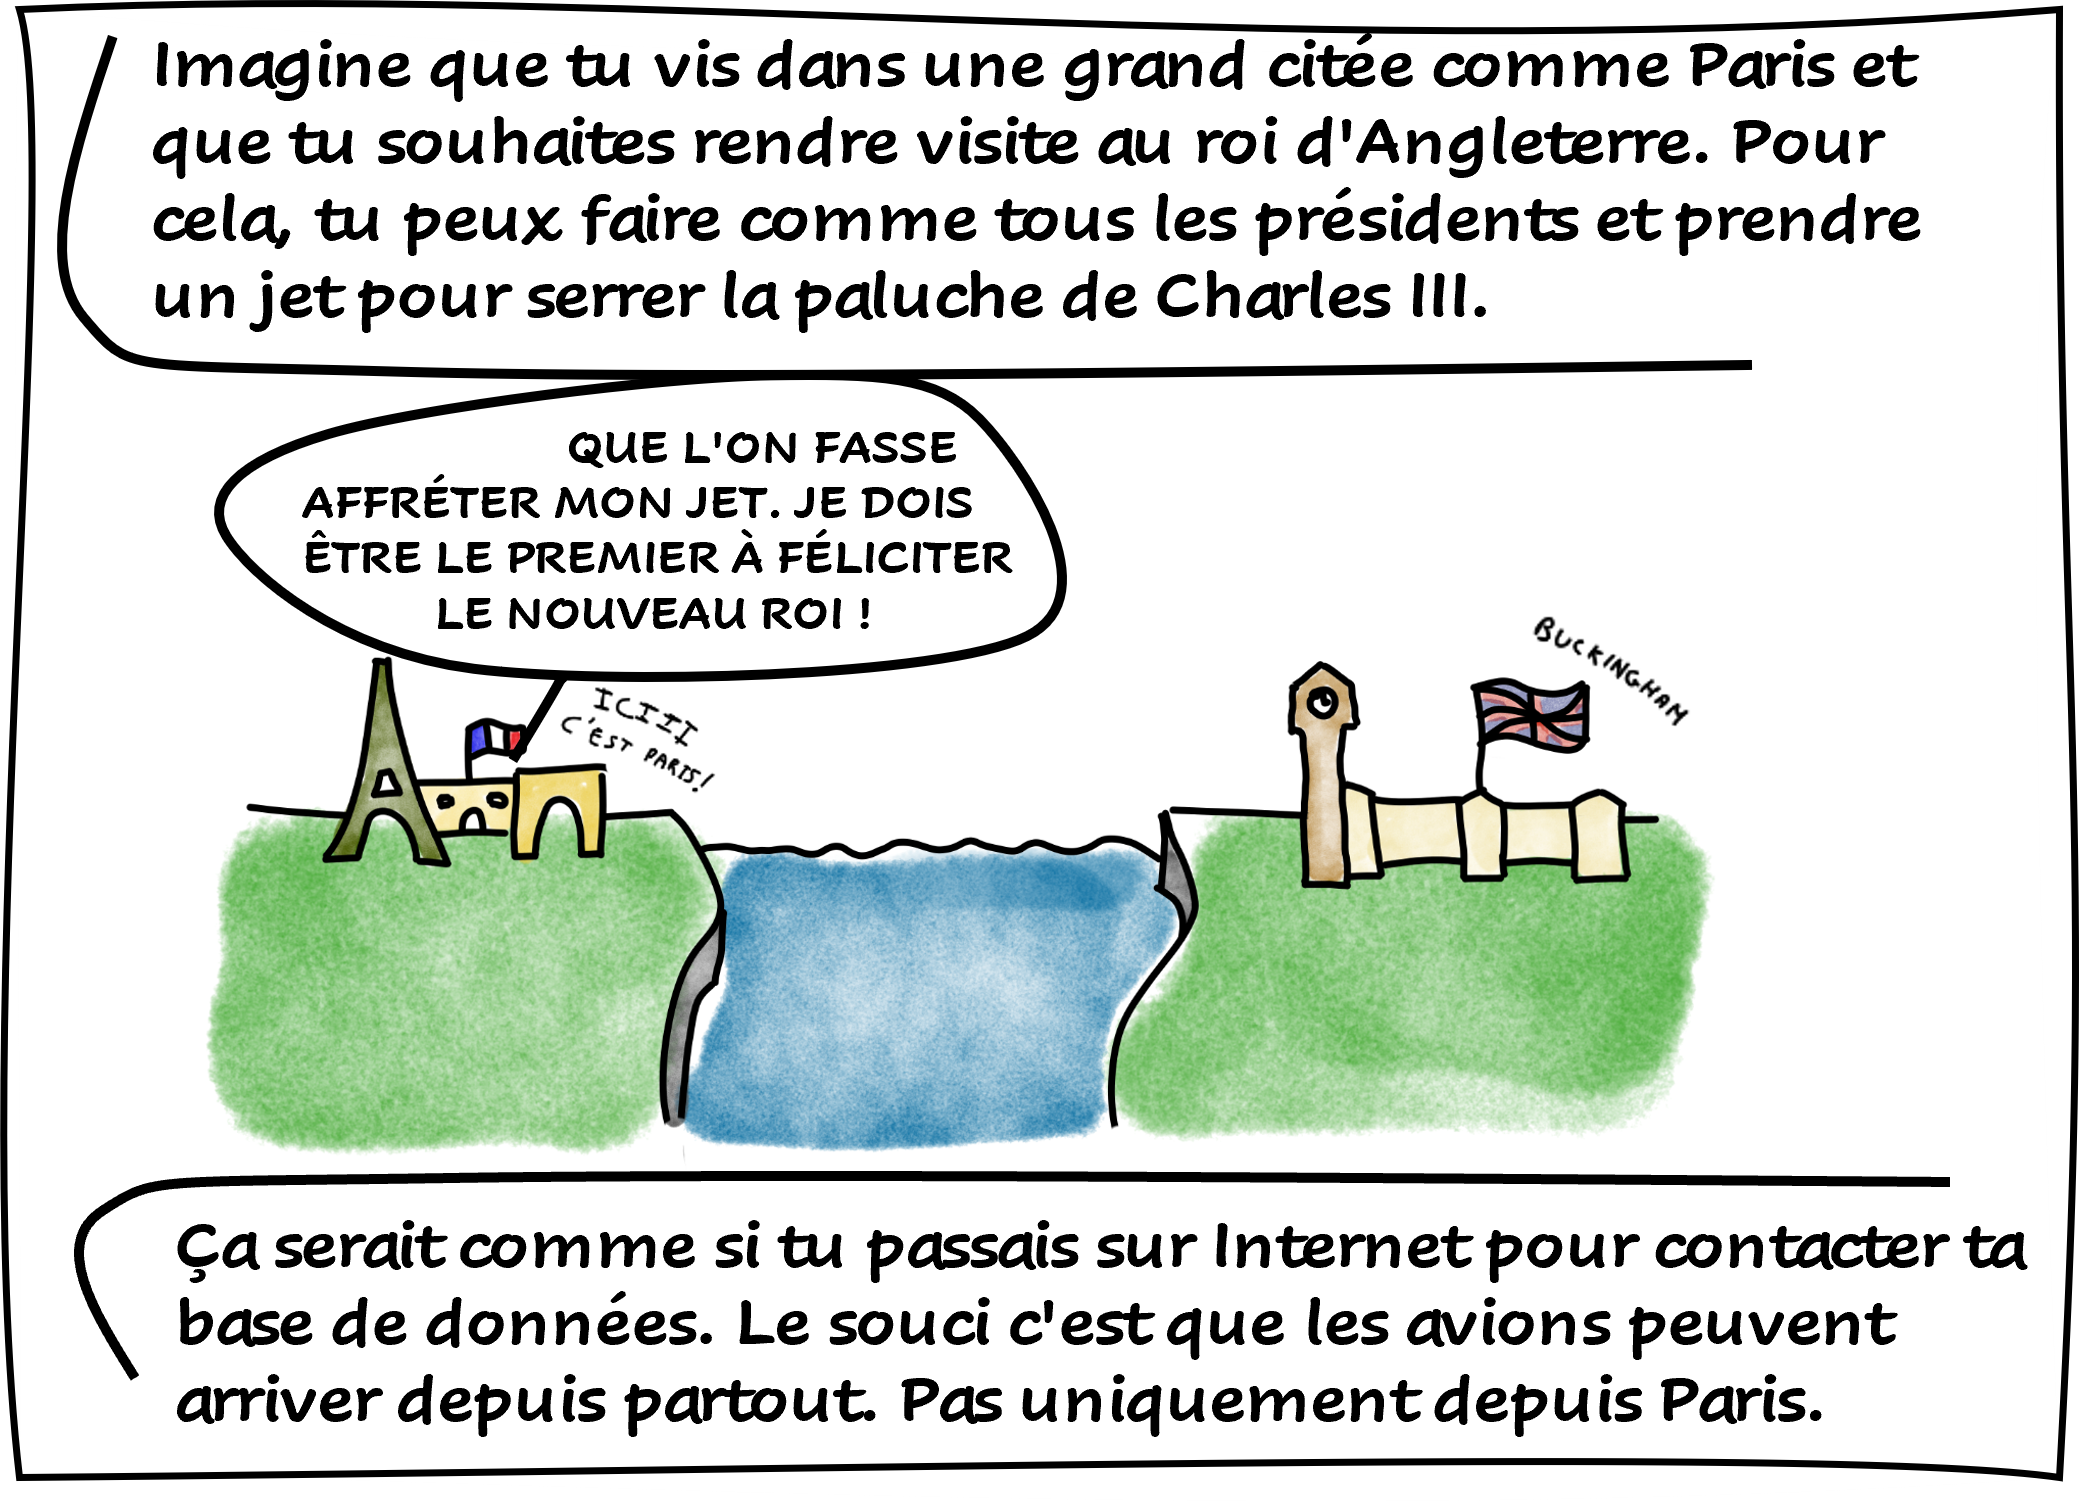 Imagine que tu vis dans une grand citée comme Paris et
que tu souhaites rendre visite au roi d'Angleterre. Pour
cela, tu peux faire comme tous les présidents et prendre
un jet pour serrer la paluche de Charles III.
QUE L'ON FASSE
AFFRÉTER MON JET. JE DOIS
ÊTRE LE PREMIER À FÉLICITER
LE NOUVEAU ROI !
ICIIII
C'EST PARIS!
BUCKINGHAM
Ça serait comme si tu passais sur Internet pour contacter ta
base de données. Le souci c'est que les avions peuvent
arriver depuis partout. Pas uniquement depuis Paris.